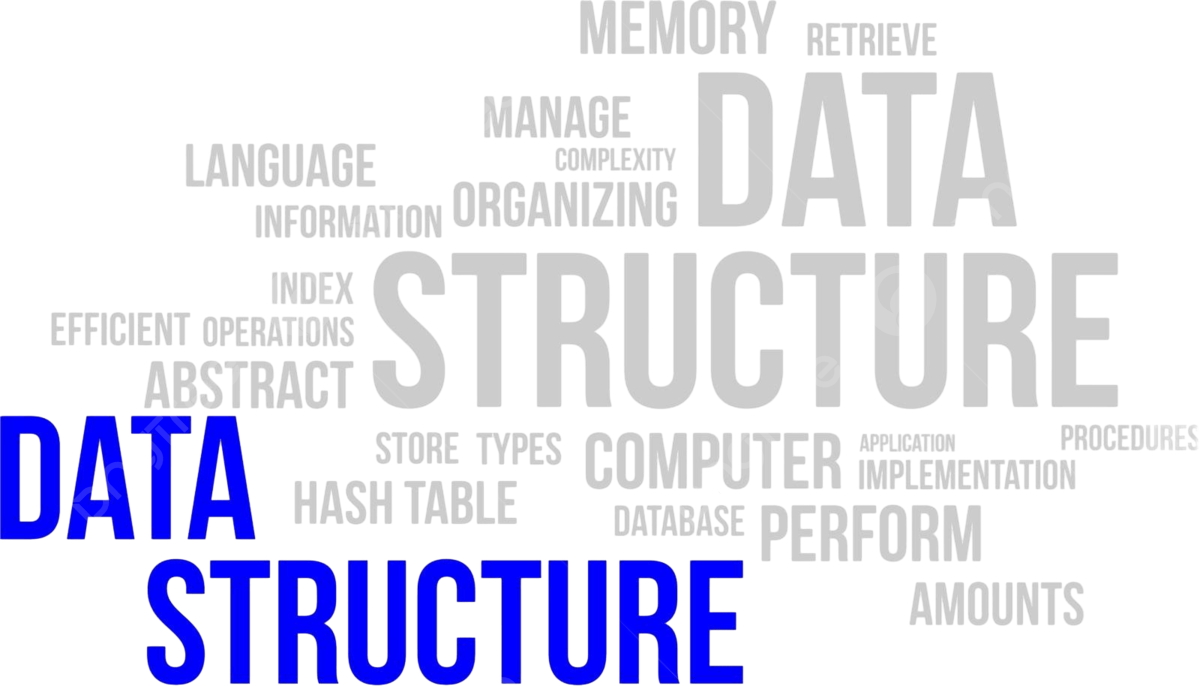 MEMORY RETRIEVE
DATA
MANAGE
COMPLEXITY
LANGUAGE
ORGANIZING
INFORMATION
STRUCTURE
INDEX
EFFICIENT OPERATIONS
ABSTRACT
DATA
STORE TYPES COMPUTER APPLICATION PROCEDURES
IMPLEMENTATION
HASH TABLE
DATABASE PERFORM
STRUCTURE
AMOUNTS